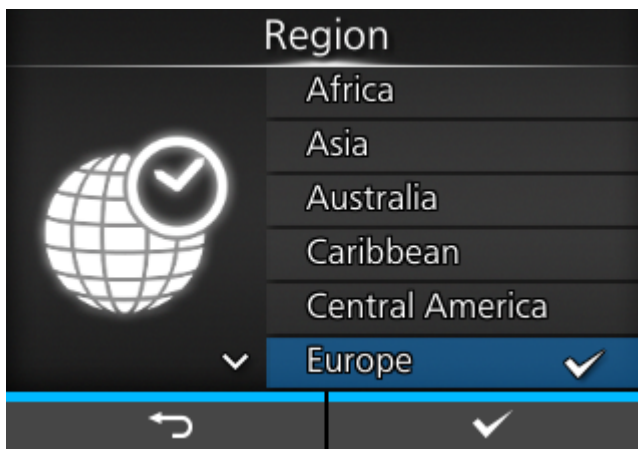 Region
Africa
Asia
Australia
Caribbean
Central America
Europe